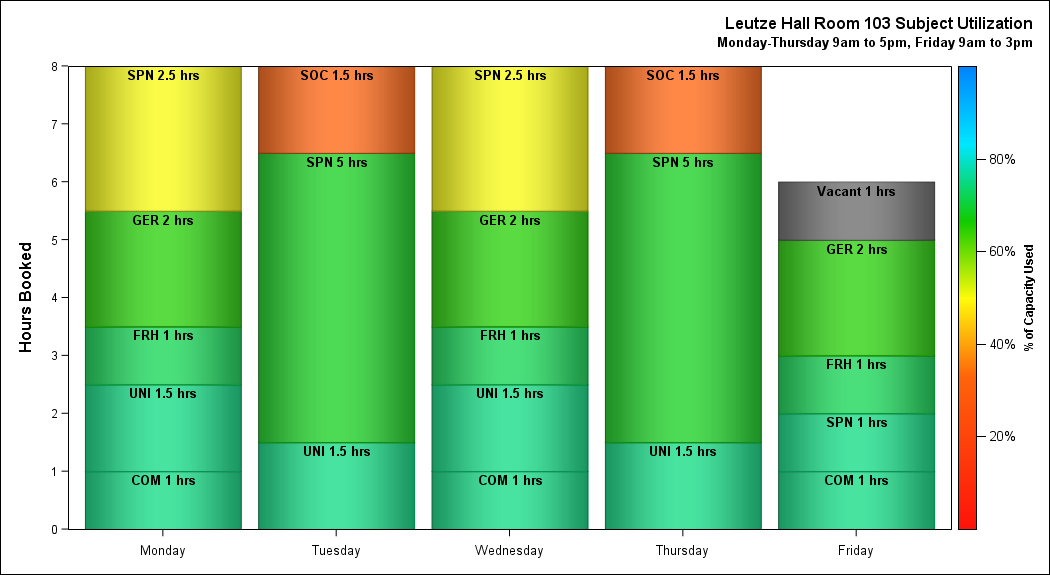 Leutze Hall Room 103 Subject Utilization
Monday-Thursday 9am to 5pm, Friday 9am to 3pm
Hours Booked
8
7
6
5
4
3
2
1
0
SPN 2.5 hrs
GER 2 hrs
FRH 1 hrs
UNI 1.5 hrs
COM 1 hrs
SOC 1.5 hrs
SPN 5 hrs
UNI 1.5 hrs
SPN 2.5 hrs
GER 2 hrs
FRH 1 hrs
UNI 1.5 hrs
COM 1 hrs
SOC 1.5 hrs
SPN 5 hrs
UNI 1.5 hrs
Vacant 1 hrs
GER 2 hrs
FRH 1 hrs
SPN 1 hrs
COM 1 hrs
Monday
Tuesday
Wednesday
Thursday
Friday
80%
60%
40%
20%
% of Capacity Used